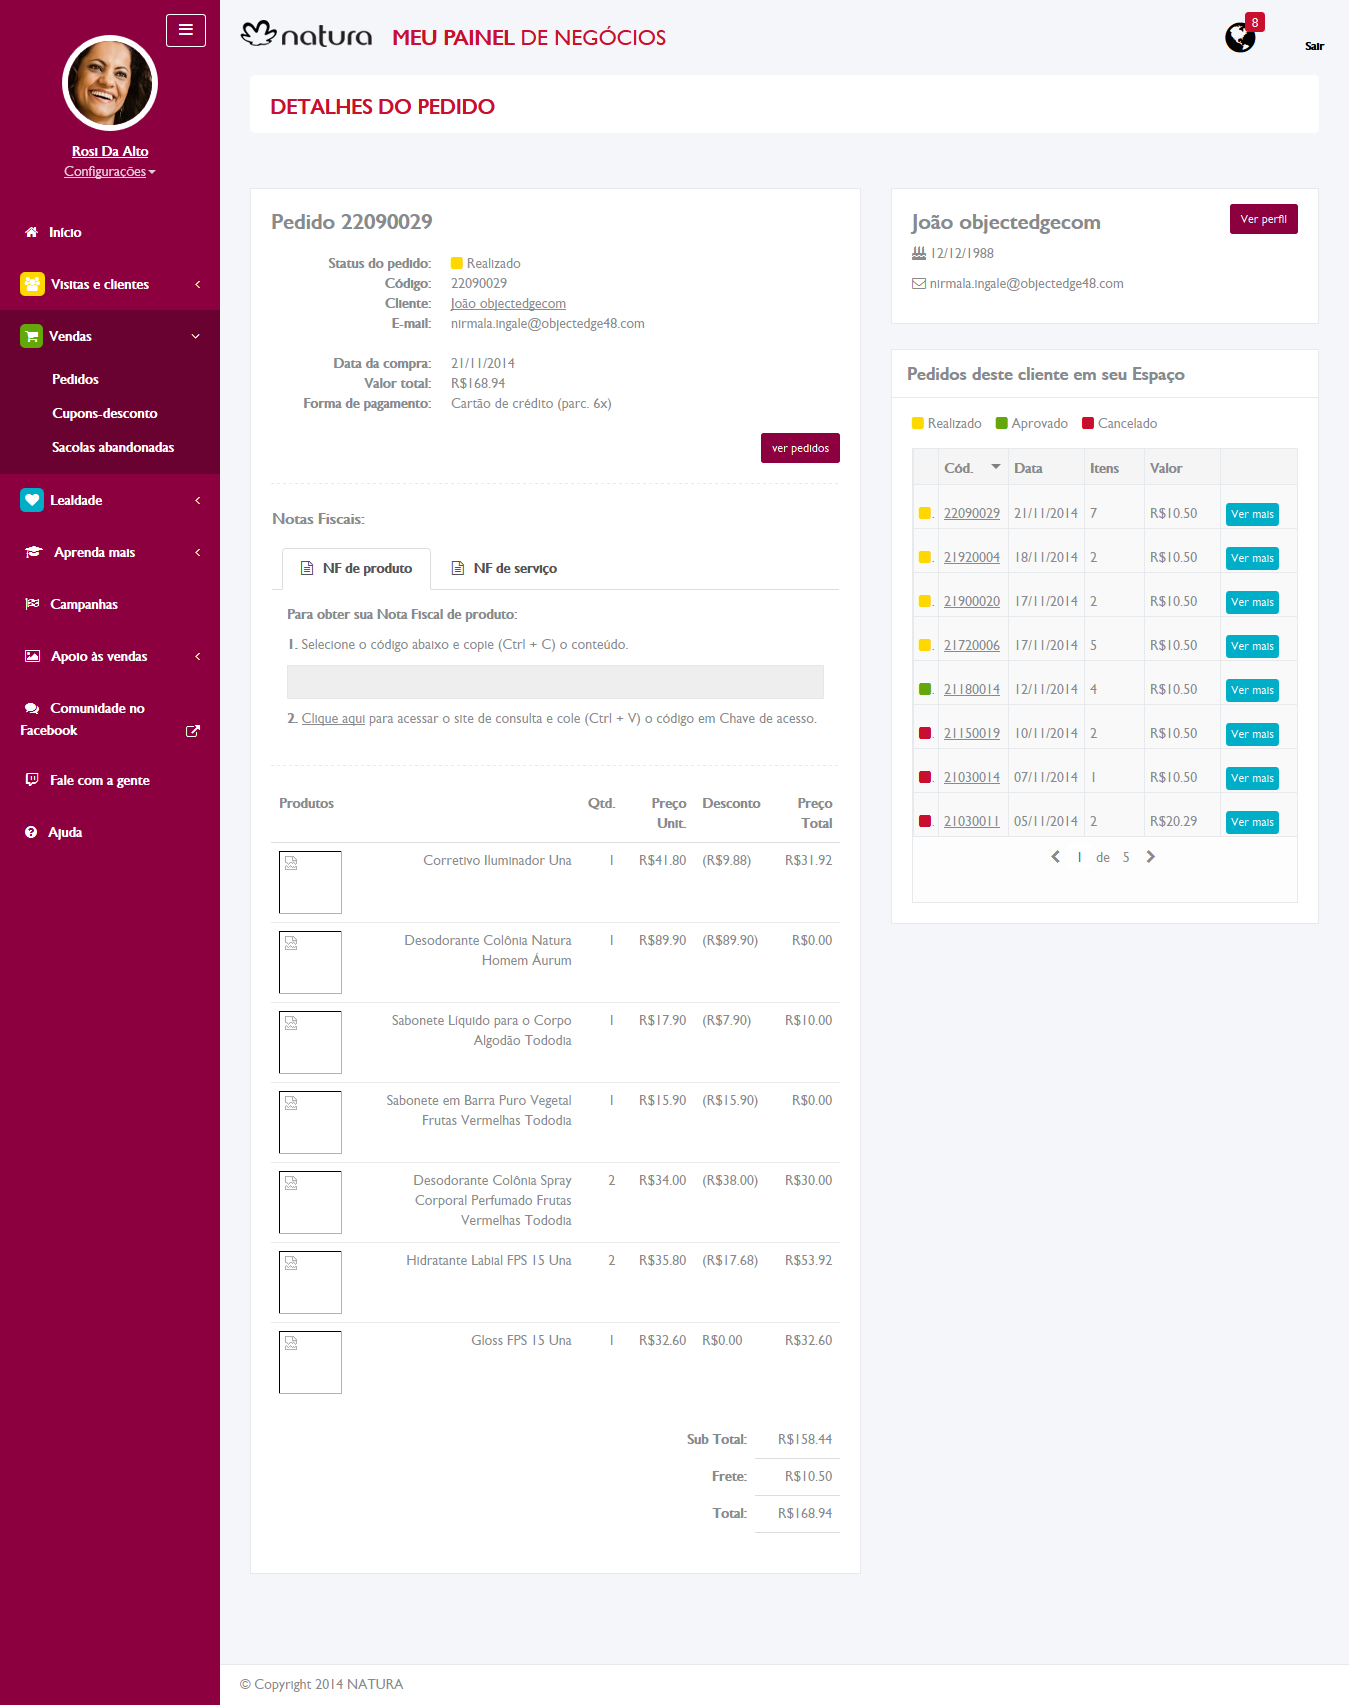 natura MEU PAINEL DE NEGÓCIOS
8
Sair
Rosi Da Alto
Configurações
Início
Visitas e clientes
Vendas
Pedidos
Cupons-desconto
Sacolas abandonadas
Lealdade
Aprenda mais
Campanhas
Apoio às vendas
Comunidade no
Facebook
Fale com a gente
Ajuda
DETALHES DO PEDIDO
Pedido 22090029
Status do pedido: Realizado
Código: 22090029
Cliente: João objectedgecom
E-mail: nirmala.ingale@objectedge48.com
Data da compra: 21/11/2014
Valor total: R$168.94
Forma de pagamento: Cartão de crédito (parc. 6x)
ver pedidos
Notas Fiscais:
NF de produto NF de serviço
Para obter sua Nota Fiscal de produto:
1. Selecione o código abaixo e copie (Ctrl + C) o conteúdo.
2. Clique aqui para acessar o site de consulta e cole (Ctrl + V) o código em Chave de acesso.
Produtos Qtd. Preço Desconto Preço
Unit. Total
Corretivo Iluminador Una 1 R$41.80 (R$9.88) R$31.92
Desodorante Colônia Natura 1 R$89.90 (R$89.90) R$0.00
Homem Áurum
Sabonete Líquido para o Corpo 1 R$17.90 (R$7.90) R$10.00
Algodão Tododia
Sabonete em Barra Puro Vegetal 1 R$15.90 (R$15.90) R$0.00
Frutas Vermelhas Tododia
Desodorante Colônia Spray 2 R$34.00 (R$38.00) R$30.00
Corporal Perfumado Frutas
Vermelhas Tododia
Hidratante Labial FPS 15 Una 2 R$35.80 (R$17.68) R$53.92
Gloss FPS 15 Una 1 R$32.60 R$0.00 R$32.60
Sub Total: R$158.44
Frete: R$10.50
Total: R$168.94
João objectedgecom
Ver perfil
12/12/1988
nirmala.ingale@objectedge48.com
Pedidos deste cliente em seu Espaço
Realizado Aprovado Cancelado
Cód. Data Itens Valor
. 22090029 21/11/2014 7 R$10.50 Ver mais
. 21920004 18/11/2014 2 R$10.50 Ver mais
. 21900020 17/11/2014 2 R$10.50 Ver mais
. 21720006 17/11/2014 5 R$10.50 Ver mais
. 21180014 12/11/2014 4 R$10.50 Ver mais
. 21150019 10/11/2014 2 R$10.50 Ver mais
. 21030014 07/11/2014 1 R$10.50 Ver mais
. 21030011 05/11/2014 2 R$20.29 Ver mais
1 de 5
© Copyright 2014 NATURA